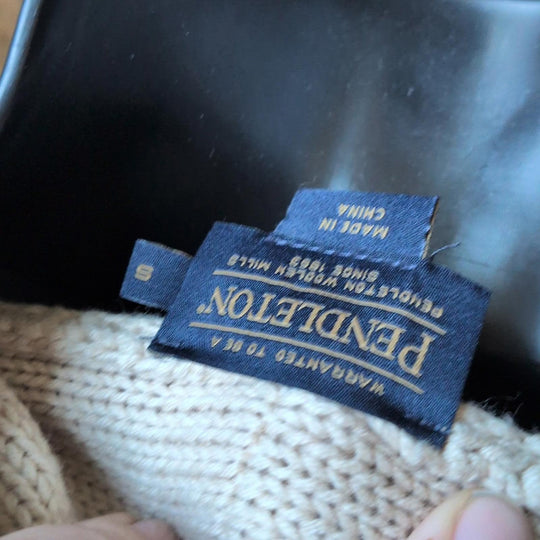 WARRANTED TO BE A
PENDLETON®
PENDLETON WOOLEN MILLS
SINCE 1863
MADE IN
CHINA
S